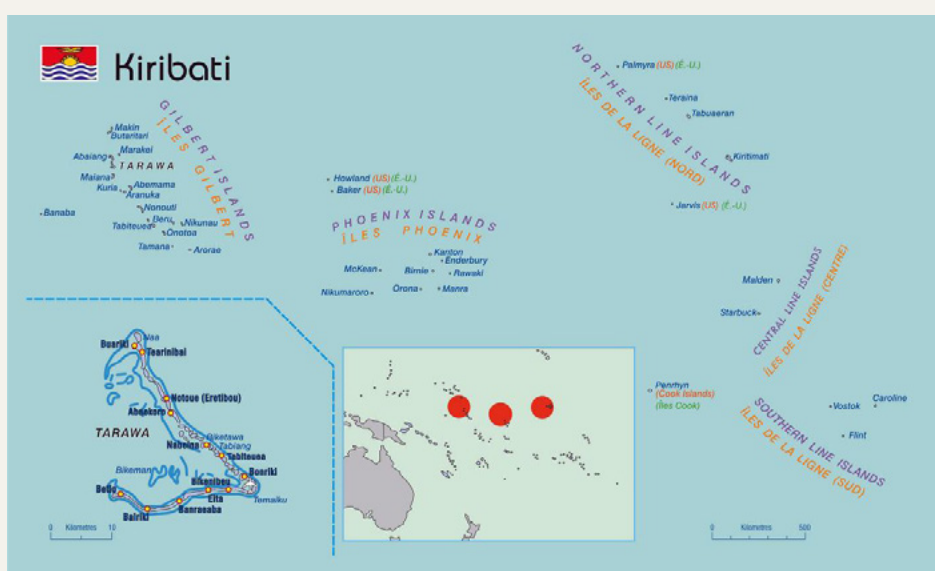 Kiribati
GILBERT ISLANDS
ÎLES GILBERT
Makin
Butaritari
Marakei
Abaiang
TARAWA
Maiana
Kuria
Abemama
Aranuka
Banaba
Nonouti
Beru
Nikunau
Tabiteuea
Onotoa
Tamana
Arorae
Howland (US) (É.-U.)
Baker (US) (É.-U.)
PHOENIX ISLANDS
ÎLES PHOENIX
Kanton
Enderbury
McKean
Birnie
Rawaki
Nikumaroro
Orona
Manra
NORTHERN LINE ISLANDS
ÎLES DE LA LIGNE (NORD)
Palmyra (US) (É.-U.)
Teraina
Tabuaeran
Kiritimati
Jarvis (US) (É.-U.)
CENTRAL LINE ISLANDS
ÎLES DE LA LIGNE (CENTRE)
Malden
Starbuck
Penrhyn
(Cook Islands)
(Îles Cook)
SOUTHERN LINE ISLANDS
ÎLES DE LA LIGNE (SUD)
Vostok
Caroline
Flint
0 Kilometres 500
Naa
Buariki
Tearinibai
Notoue (Eretibou)
Abaokoro
TARAWA
Biketawa
Nabeina
Tabiang
Tabiteuea
Bikeman
Bonriki
Bikenibeu
Betio
Eita
Temaiku
Banraeaba
Bairiki
0 Kilometres 10